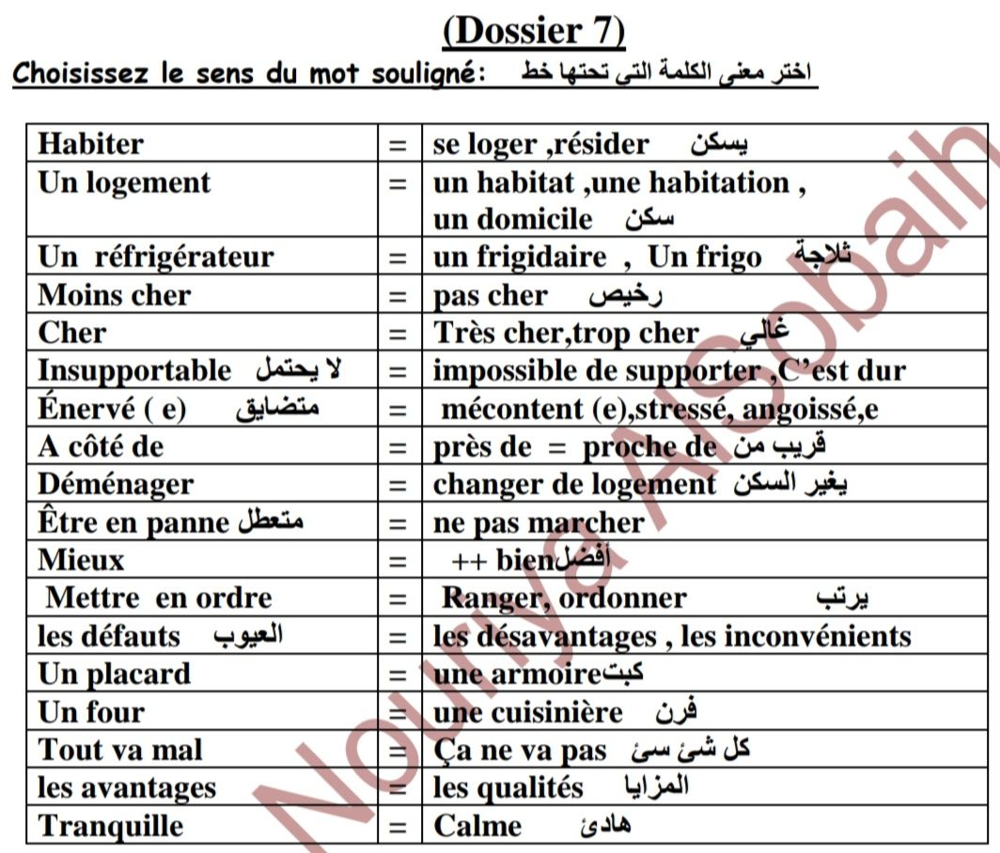 (Dossier 7)
Choisissez le sens du mot souligné: اختر معنى الكلمة التي تحتها خط
Habiter = se loger ,résider يسكن
Un logement = un habitat ,une habitation ,
un domicile سكن
Un réfrigérateur = un frigidaire , Un frigo ثلاجة
Moins cher = pas cher رخيص
Cher = Très cher,trop cher غالي
Insupportable لا يحتمل = impossible de supporter ,C’est dur
Énervé ( e) متضايق = mécontent (e),stressé, angoissé,e
A côté de = près de = proche de قريب من
Déménager = changer de logement يغير السكن
Être en panne متعطل = ne pas marcher
Mieux = ++ bien أفضل
Mettre en ordre = Ranger, ordonner يرتب
les défauts العيوب = les désavantages , les inconvénients
Un placard = une armoire كبت
Un four = une cuisinière فرن
Tout va mal = Ça ne va pas كل شئ سئ
les avantages = les qualités المزايا
Tranquille = Calme هادئ
Nouriya AlSobaih